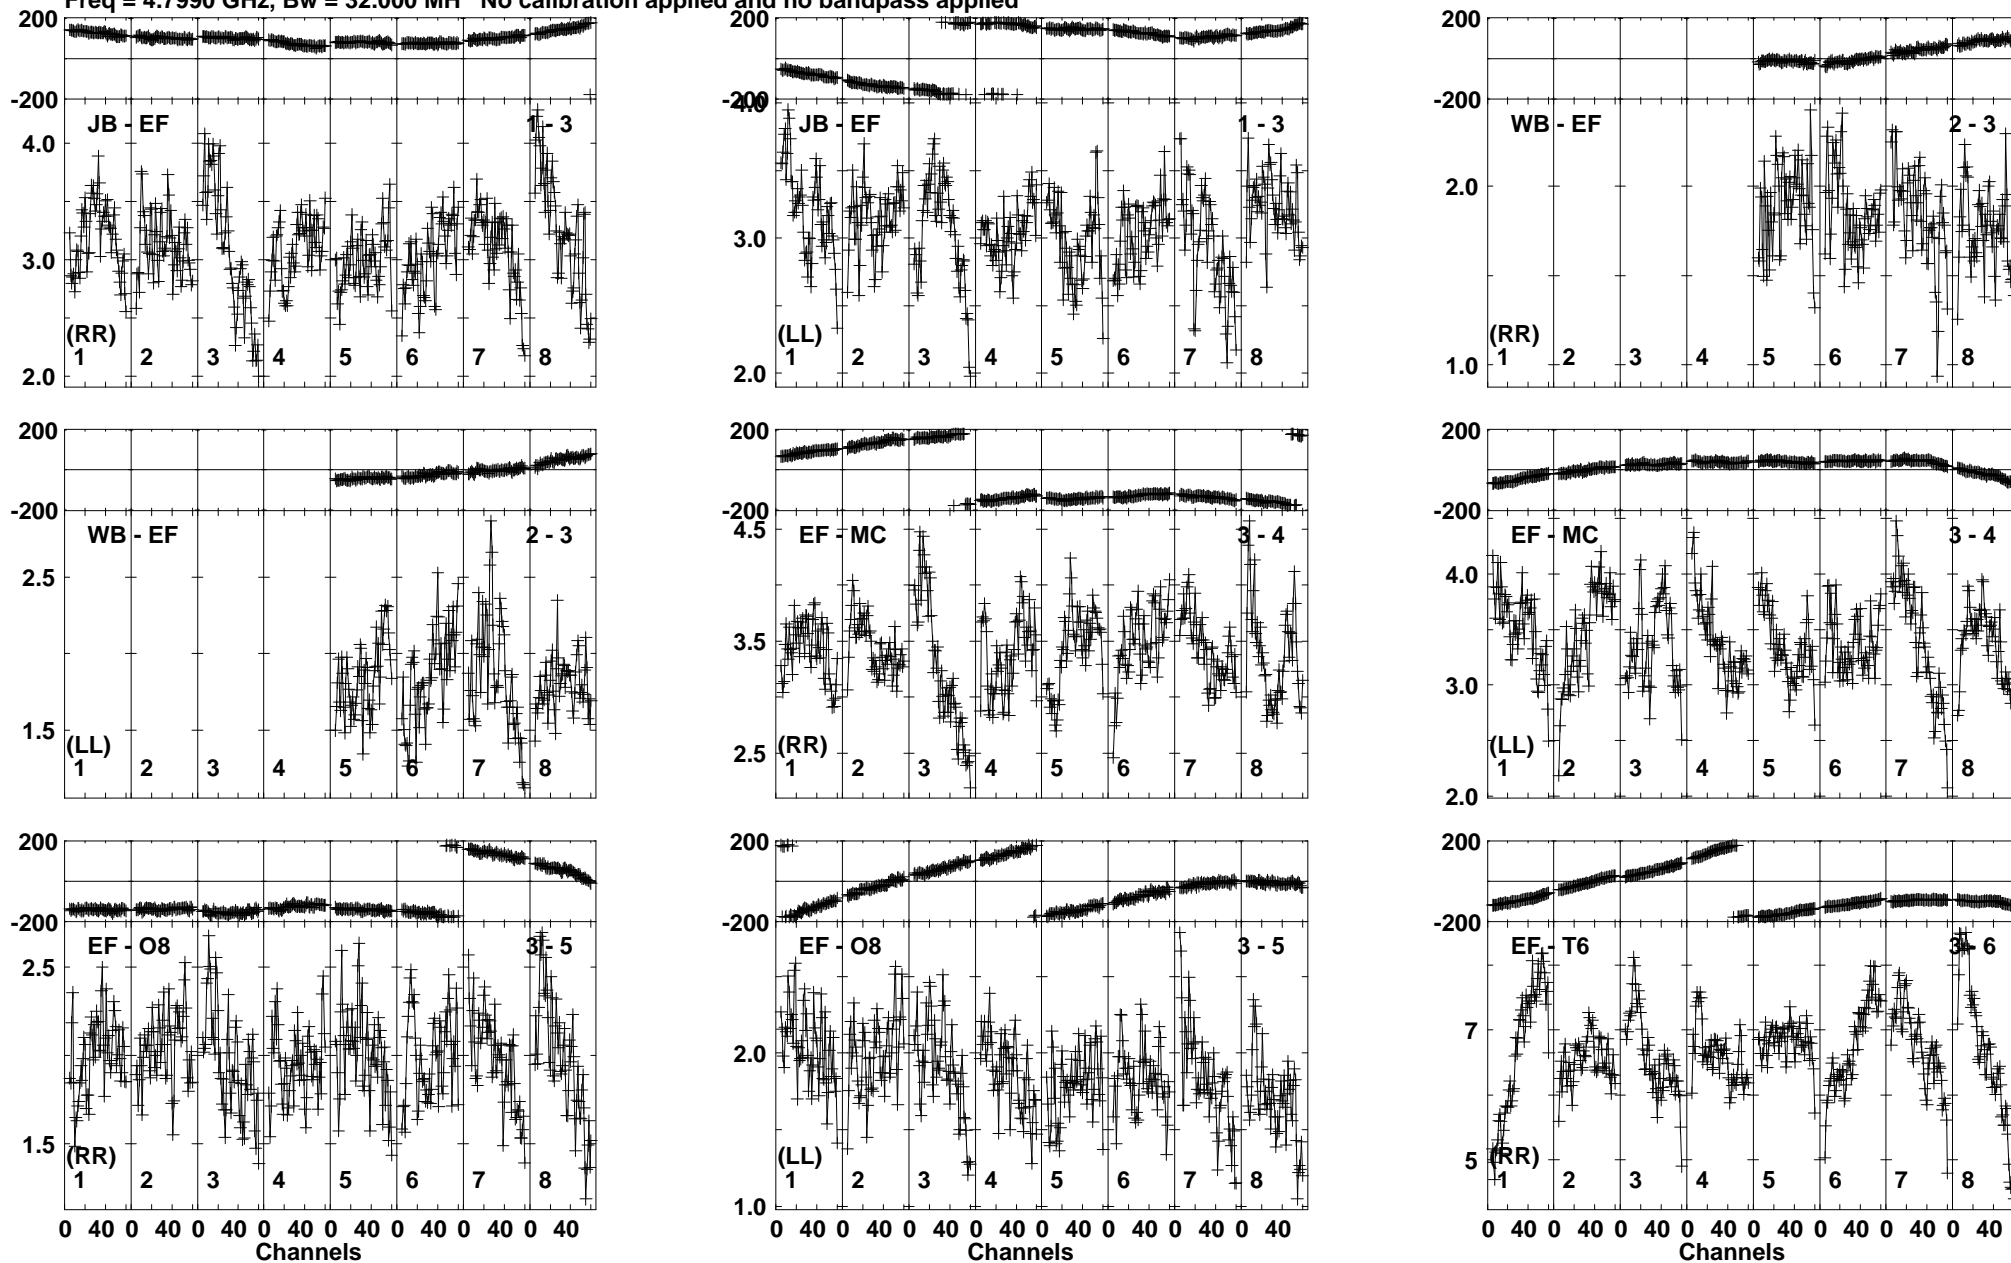 Freq = 4.7990 GHz, Bw = 32.000 MH No calibration applied and no bandpass applied
200 200 200
-200 -200 -200
JB - EF 1 - 3
4.0
3.0
2.0
(RR)
1 2 3 4 5 6 7 8
4.0
JB - EF 1 - 3
3.0
2.0
(LL)
1 2 3 4 5 6 7 8
WB - EF 2 - 3
2.0
1.0
(RR)
1 2 3 4 5 6 7 8
200 200 200
-200 -200 -200
WB - EF 2 - 3
2.5
1.5
(LL)
1 2 3 4 5 6 7 8
EF - MC 3 - 4
4.5
3.5
2.5
(RR)
1 2 3 4 5 6 7 8
EF - MC 3 - 4
4.0
3.0
2.0
(LL)
1 2 3 4 5 6 7 8
200 200 200
-200 -200 -200
EF - O8 3 - 5
2.5
1.5
(RR)
1 2 3 4 5 6 7 8
0 40 0 40 0 40 0 40 0 40 0 40 0 40 0 40
Channels
EF - O8 3 - 5
2.0
1.0
(LL)
1 2 3 4 5 6 7 8
0 40 0 40 0 40 0 40 0 40 0 40 0 40 0 40
Channels
EF - T6 3 - 6
7
5
(RR)
1 2 3 4 5 6 7 8
0 40 0 40 0 40 0 40 0 40 0 40 0 40 0 40
Channels